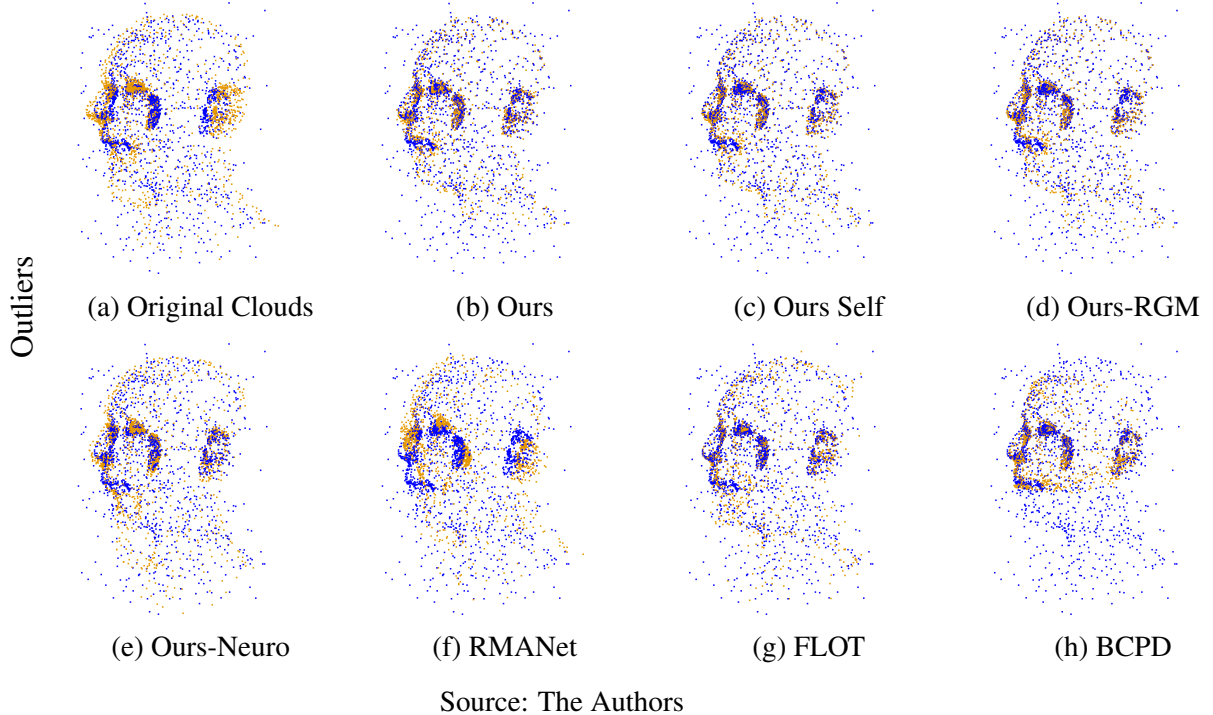 Outliers
(a) Original Clouds
(b) Ours
(c) Ours Self
(d) Ours-RGM
(e) Ours-Neuro
(f) RMANet
(g) FLOT
(h) BCPD
Source: The Authors